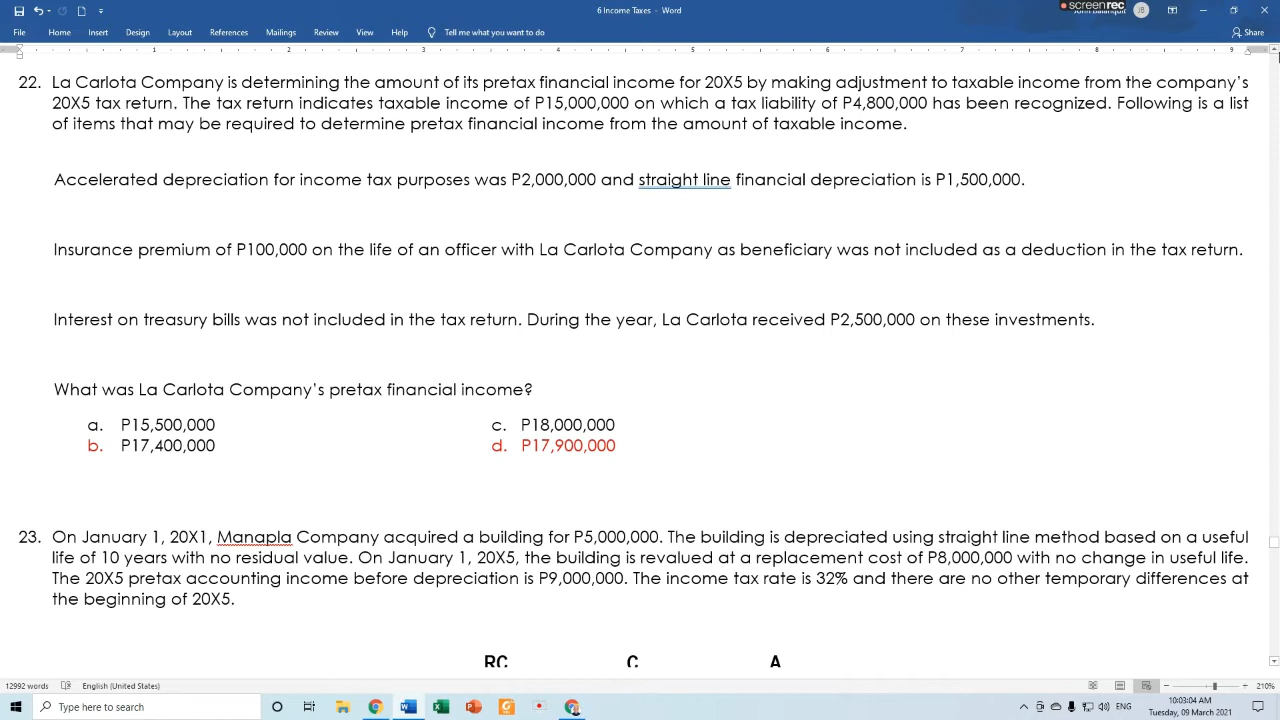 6 Income Taxes - Word
screenrec
JB
File Home Insert Design Layout References Mailings Review View Help Tell me what you want to do Share
1 2 3 4 5 6 7 8 9
22. La Carlota Company is determining the amount of its pretax financial income for 20X5 by making adjustment to taxable income from the company's
20X5 tax return. The tax return indicates taxable income of P15,000,000 on which a tax liability of P4,800,000 has been recognized. Following is a list
of items that may be required to determine pretax financial income from the amount of taxable income.
Accelerated depreciation for income tax purposes was P2,000,000 and straight line financial depreciation is P1,500,000.
Insurance premium of P100,000 on the life of an officer with La Carlota Company as beneficiary was not included as a deduction in the tax return.
Interest on treasury bills was not included in the tax return. During the year, La Carlota received P2,500,000 on these investments.
What was La Carlota Company's pretax financial income?
a. P15,500,000 c. P18,000,000
b. P17,400,000 d. P17,900,000
23. On January 1, 20X1, Manapla Company acquired a building for P5,000,000. The building is depreciated using straight line method based on a useful
life of 10 years with no residual value. On January 1, 20X5, the building is revalued at a replacement cost of P8,000,000 with no change in useful life.
The 20X5 pretax accounting income before depreciation is P9,000,000. The income tax rate is 32% and there are no other temporary differences at
the beginning of 20X5.
RC C A
12992 words English (United States) 210%
Type here to search ENG 10:03:04 AM
Tuesday, 09 March 2021